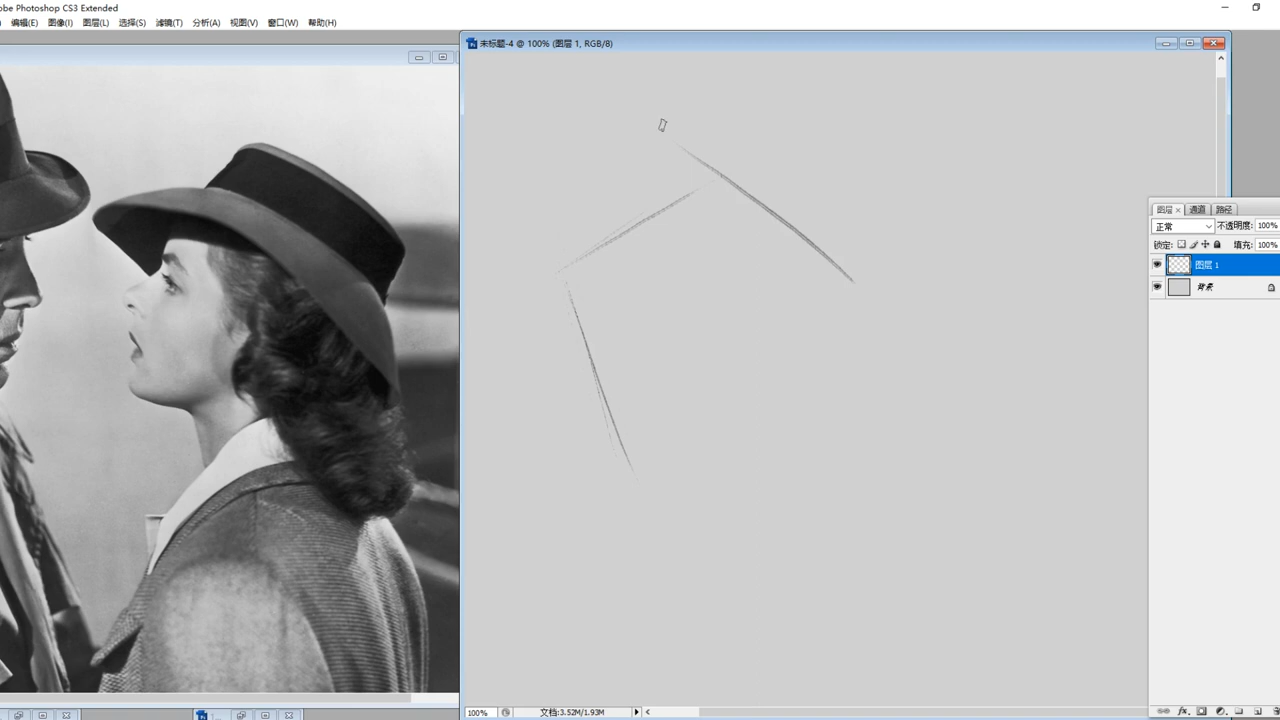 obe Photoshop CS3 Extended
编辑(E) 图像(I) 图层(L) 选择(S) 滤镜(T) 分析(A) 视图(V) 窗口(W) 帮助(H)
未标题-4 @ 100% (图层 1, RGB/8)
图层 × 通道 路径
正常 不透明度: 100%
锁定: 填充: 100%
图层 1
背景
100% 文档:3.52M/1.93M